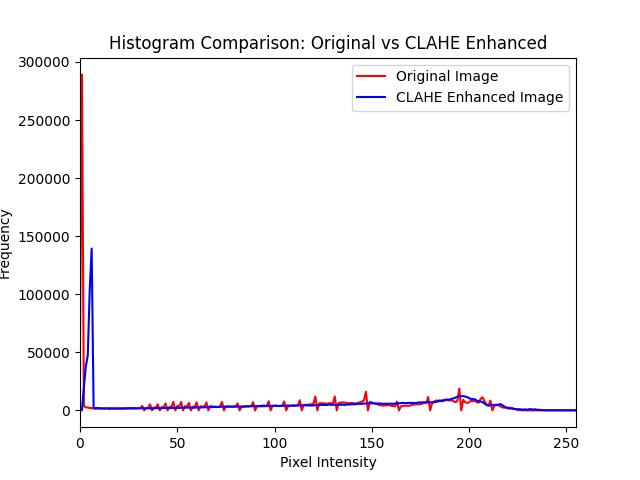 Histogram Comparison: Original vs CLAHE Enhanced
Original Image
CLAHE Enhanced Image
Frequency
300000
250000
200000
150000
100000
50000
0
0 50 100 150 200 250
Pixel Intensity